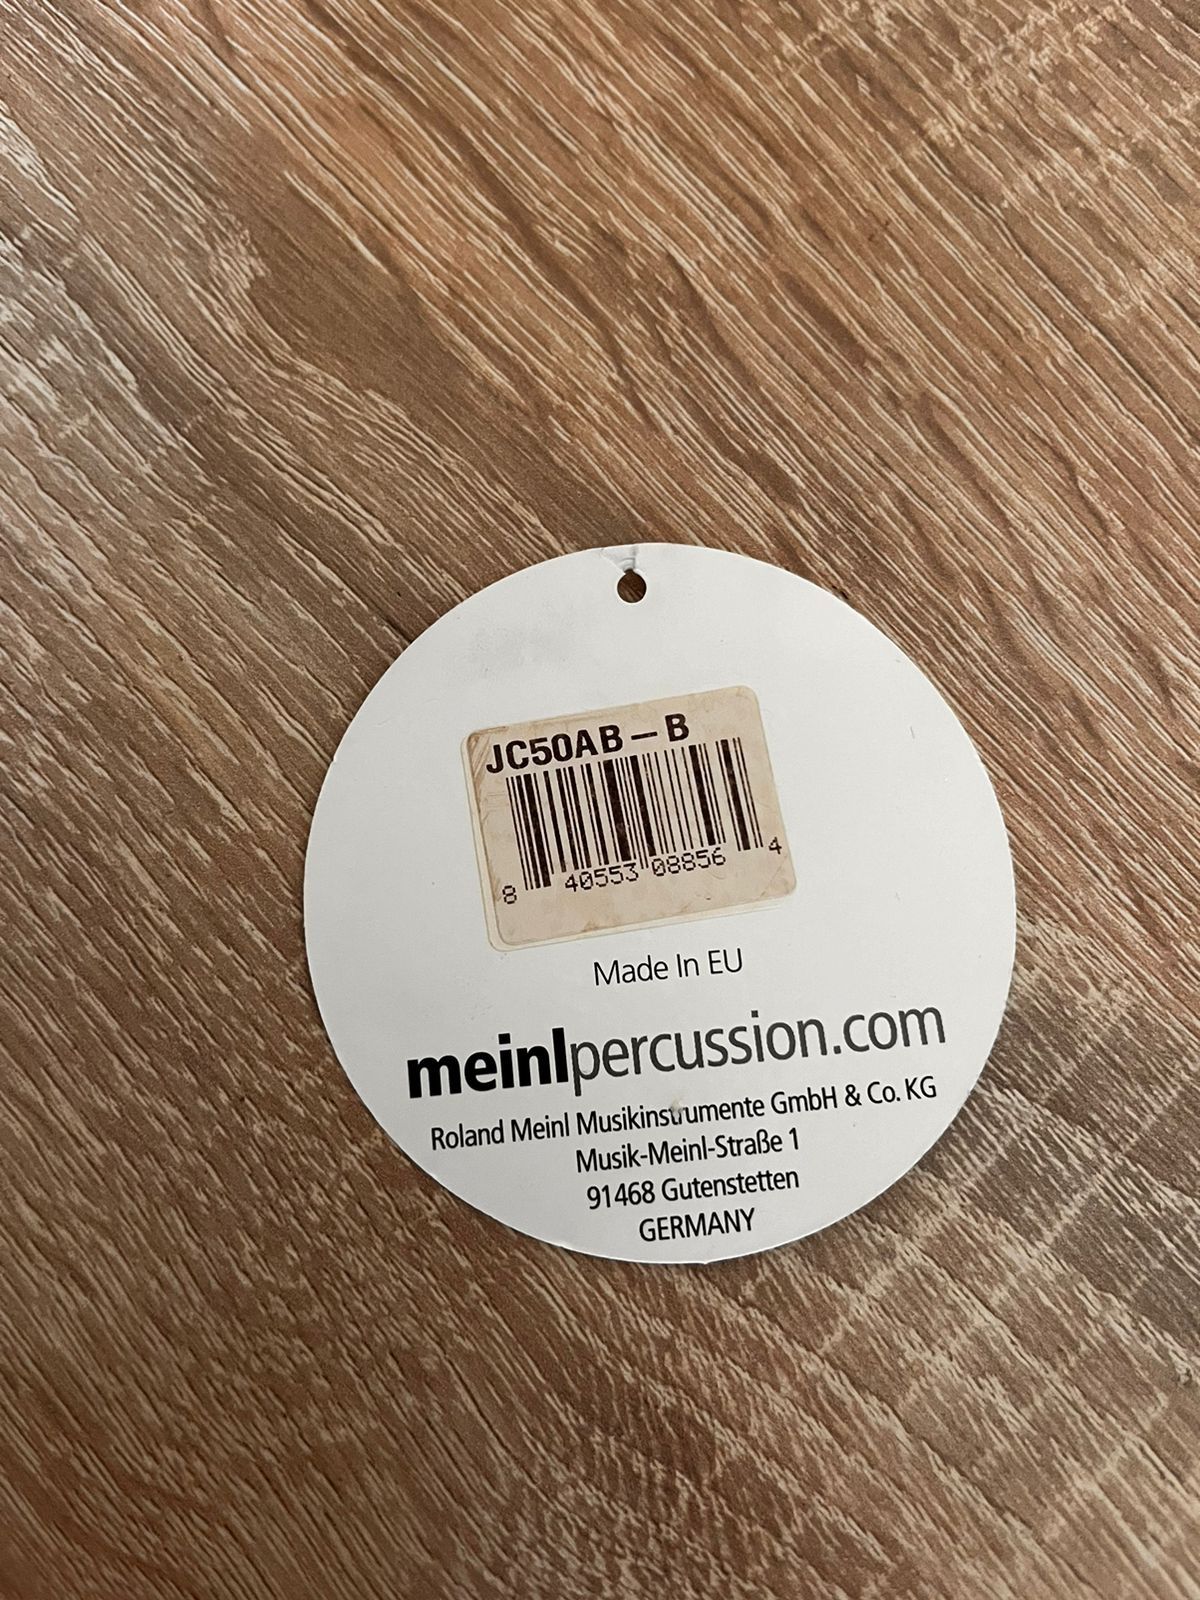 JC50AB-B
8 40553 08856 4
Made In EU
meinlpercussion.com
Roland Meinl Musikinstrumente GmbH & Co. KG
Musik-Meinl-Straße 1
91468 Gutenstetten
GERMANY